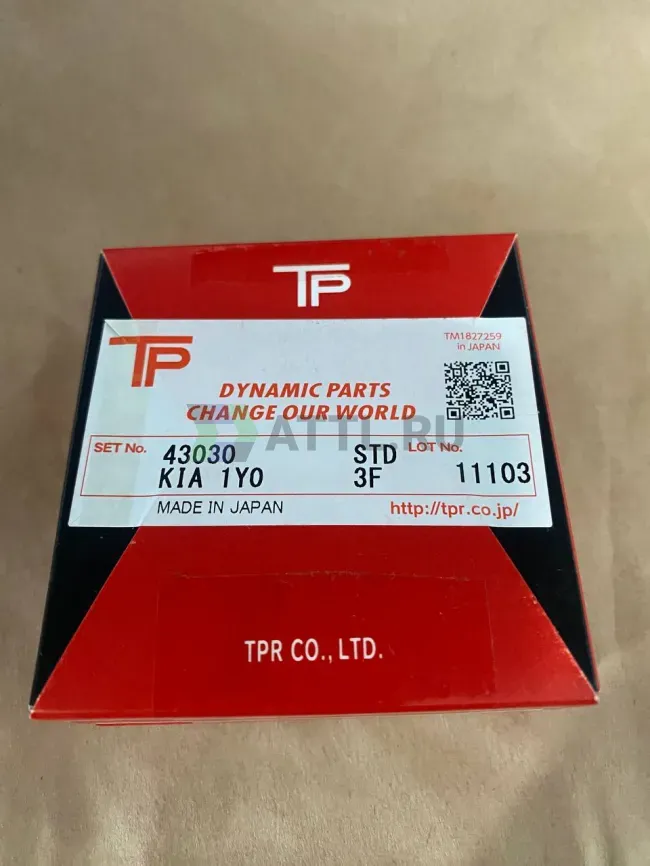 TP
TP
TM1827259
in JAPAN
DYNAMIC PARTS
CHANGE OUR WORLD
ATTI.RU
SET No. 43030 STD LOT No.
KIA 1Y0 3F 11103
MADE IN JAPAN http://tpr.co.jp/
TPR CO., LTD.